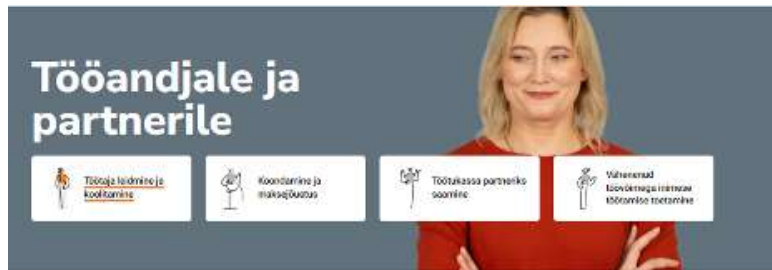 Tööandjale ja
partnerile
Töötaja leidmine ja
koolitamine
Koondamine ja
maksejõuetus
Töötukassa partneriks
saamine
Vähenenud
töövõimega inimese
töötamise toetamine